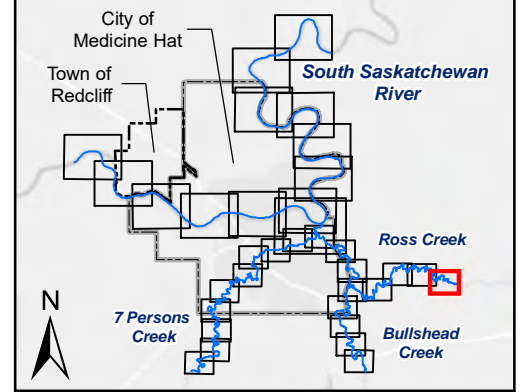 City of
Medicine Hat
Town of
Redcliff
South Saskatchewan
River
Ross Creek
N
7 Persons
Creek
Bullshead
Creek